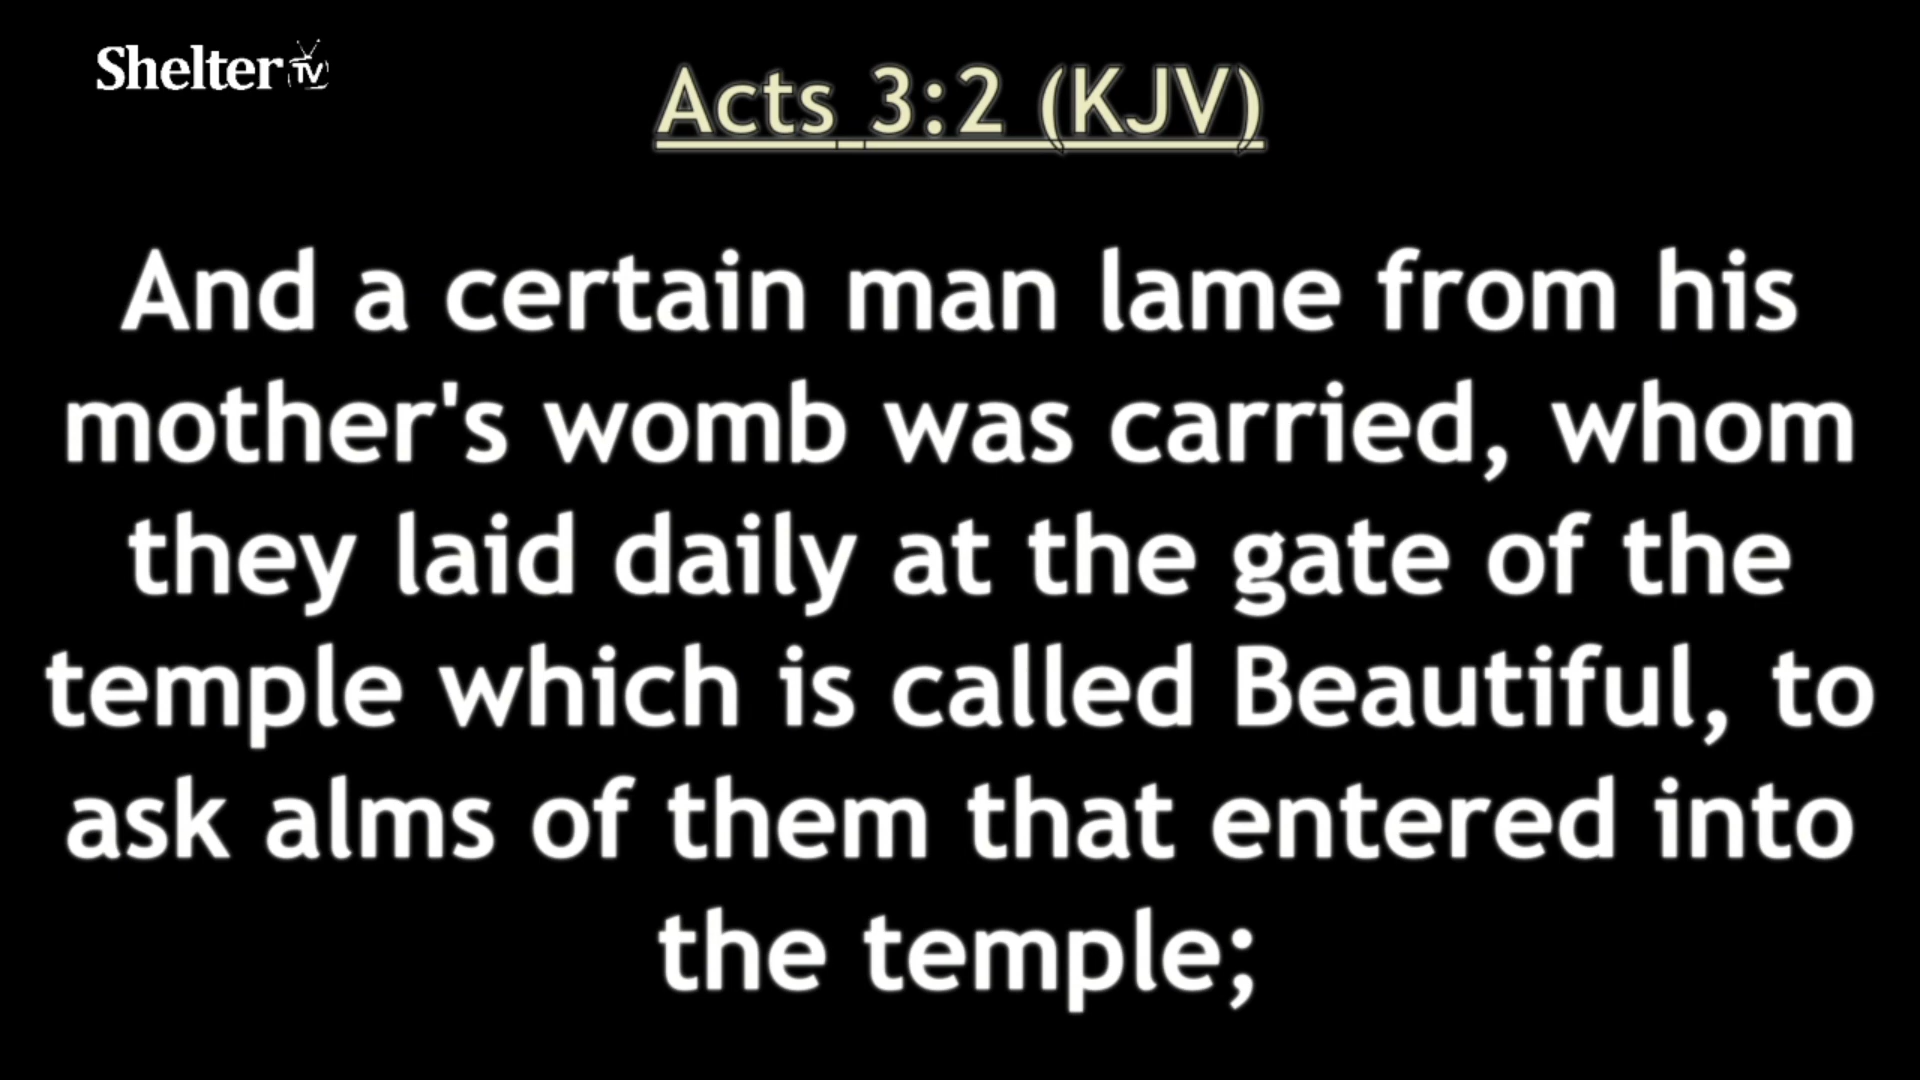 Shelter TV
Acts 3:2 (KJV)
And a certain man lame from his
mother's womb was carried, whom
they laid daily at the gate of the
temple which is called Beautiful, to
ask alms of them that entered into
the temple;